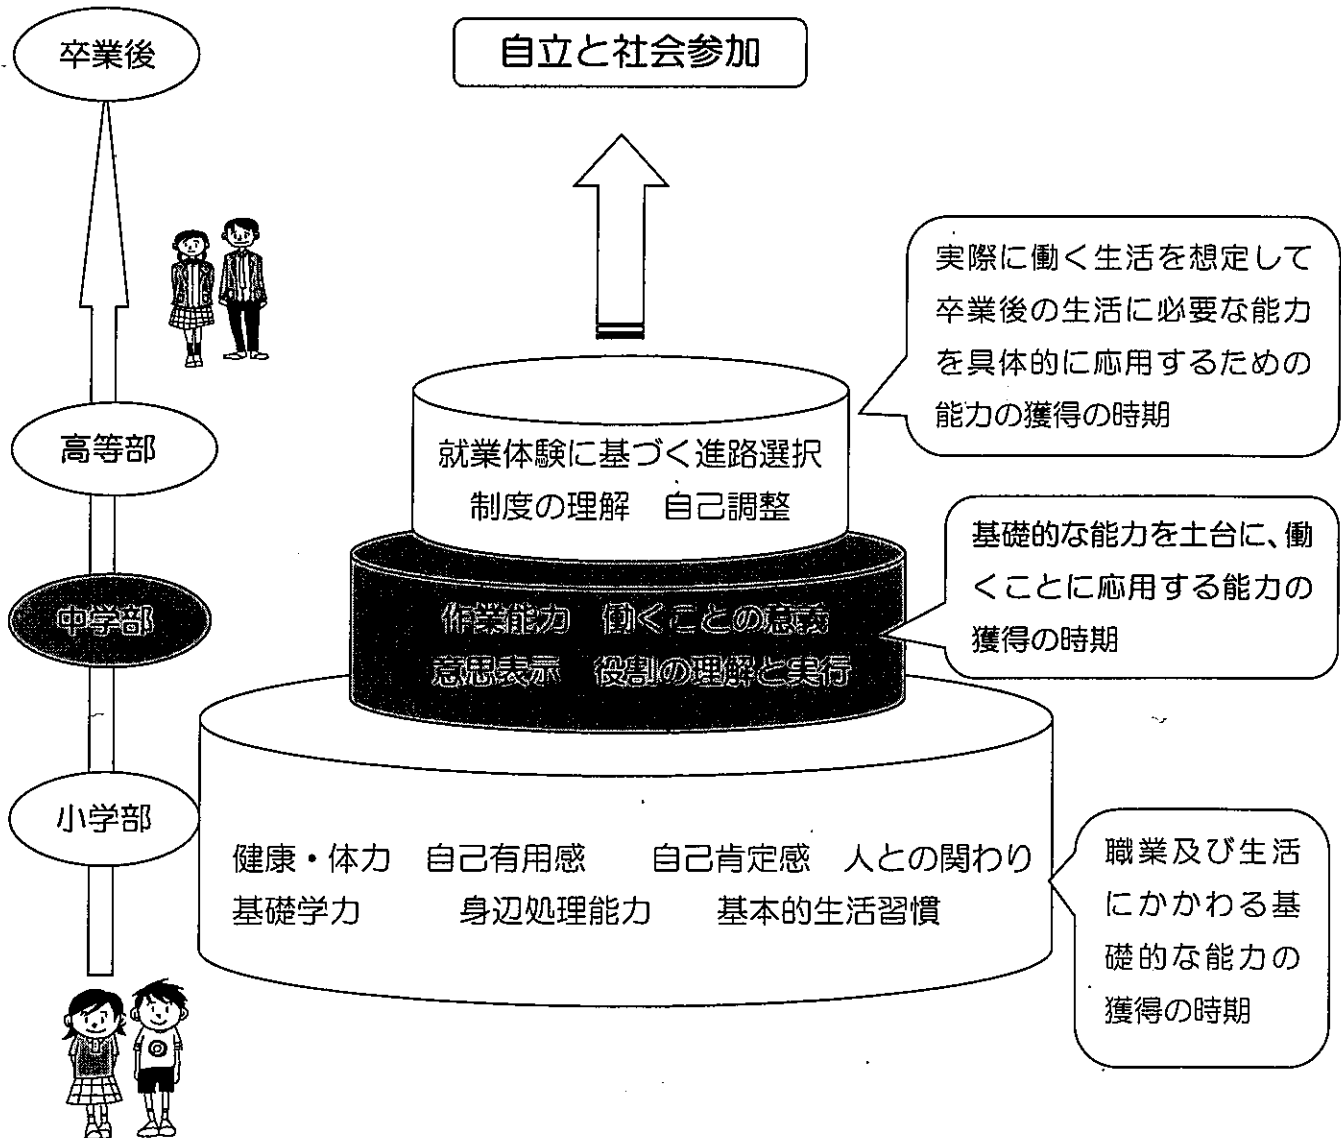 卒業後
自立と社会参加
実際に働く生活を想定して
卒業後の生活に必要な能力
を具体的に応用するための
能力の獲得の時期
高等部
就業体験に基づく進路選択
制度の理解　自己調整
基礎的な能力を土台に、働
くことに応用する能力の
獲得の時期
中学部
作業能力　働くことの意義
意思表示　役割の理解と実行
小学部
健康・体力　自己有用感　自己肯定感　人との関わり
基礎学力　身辺処理能力　基本的生活習慣
職業及び生活
にかかわる基
礎的な能力の
獲得の時期